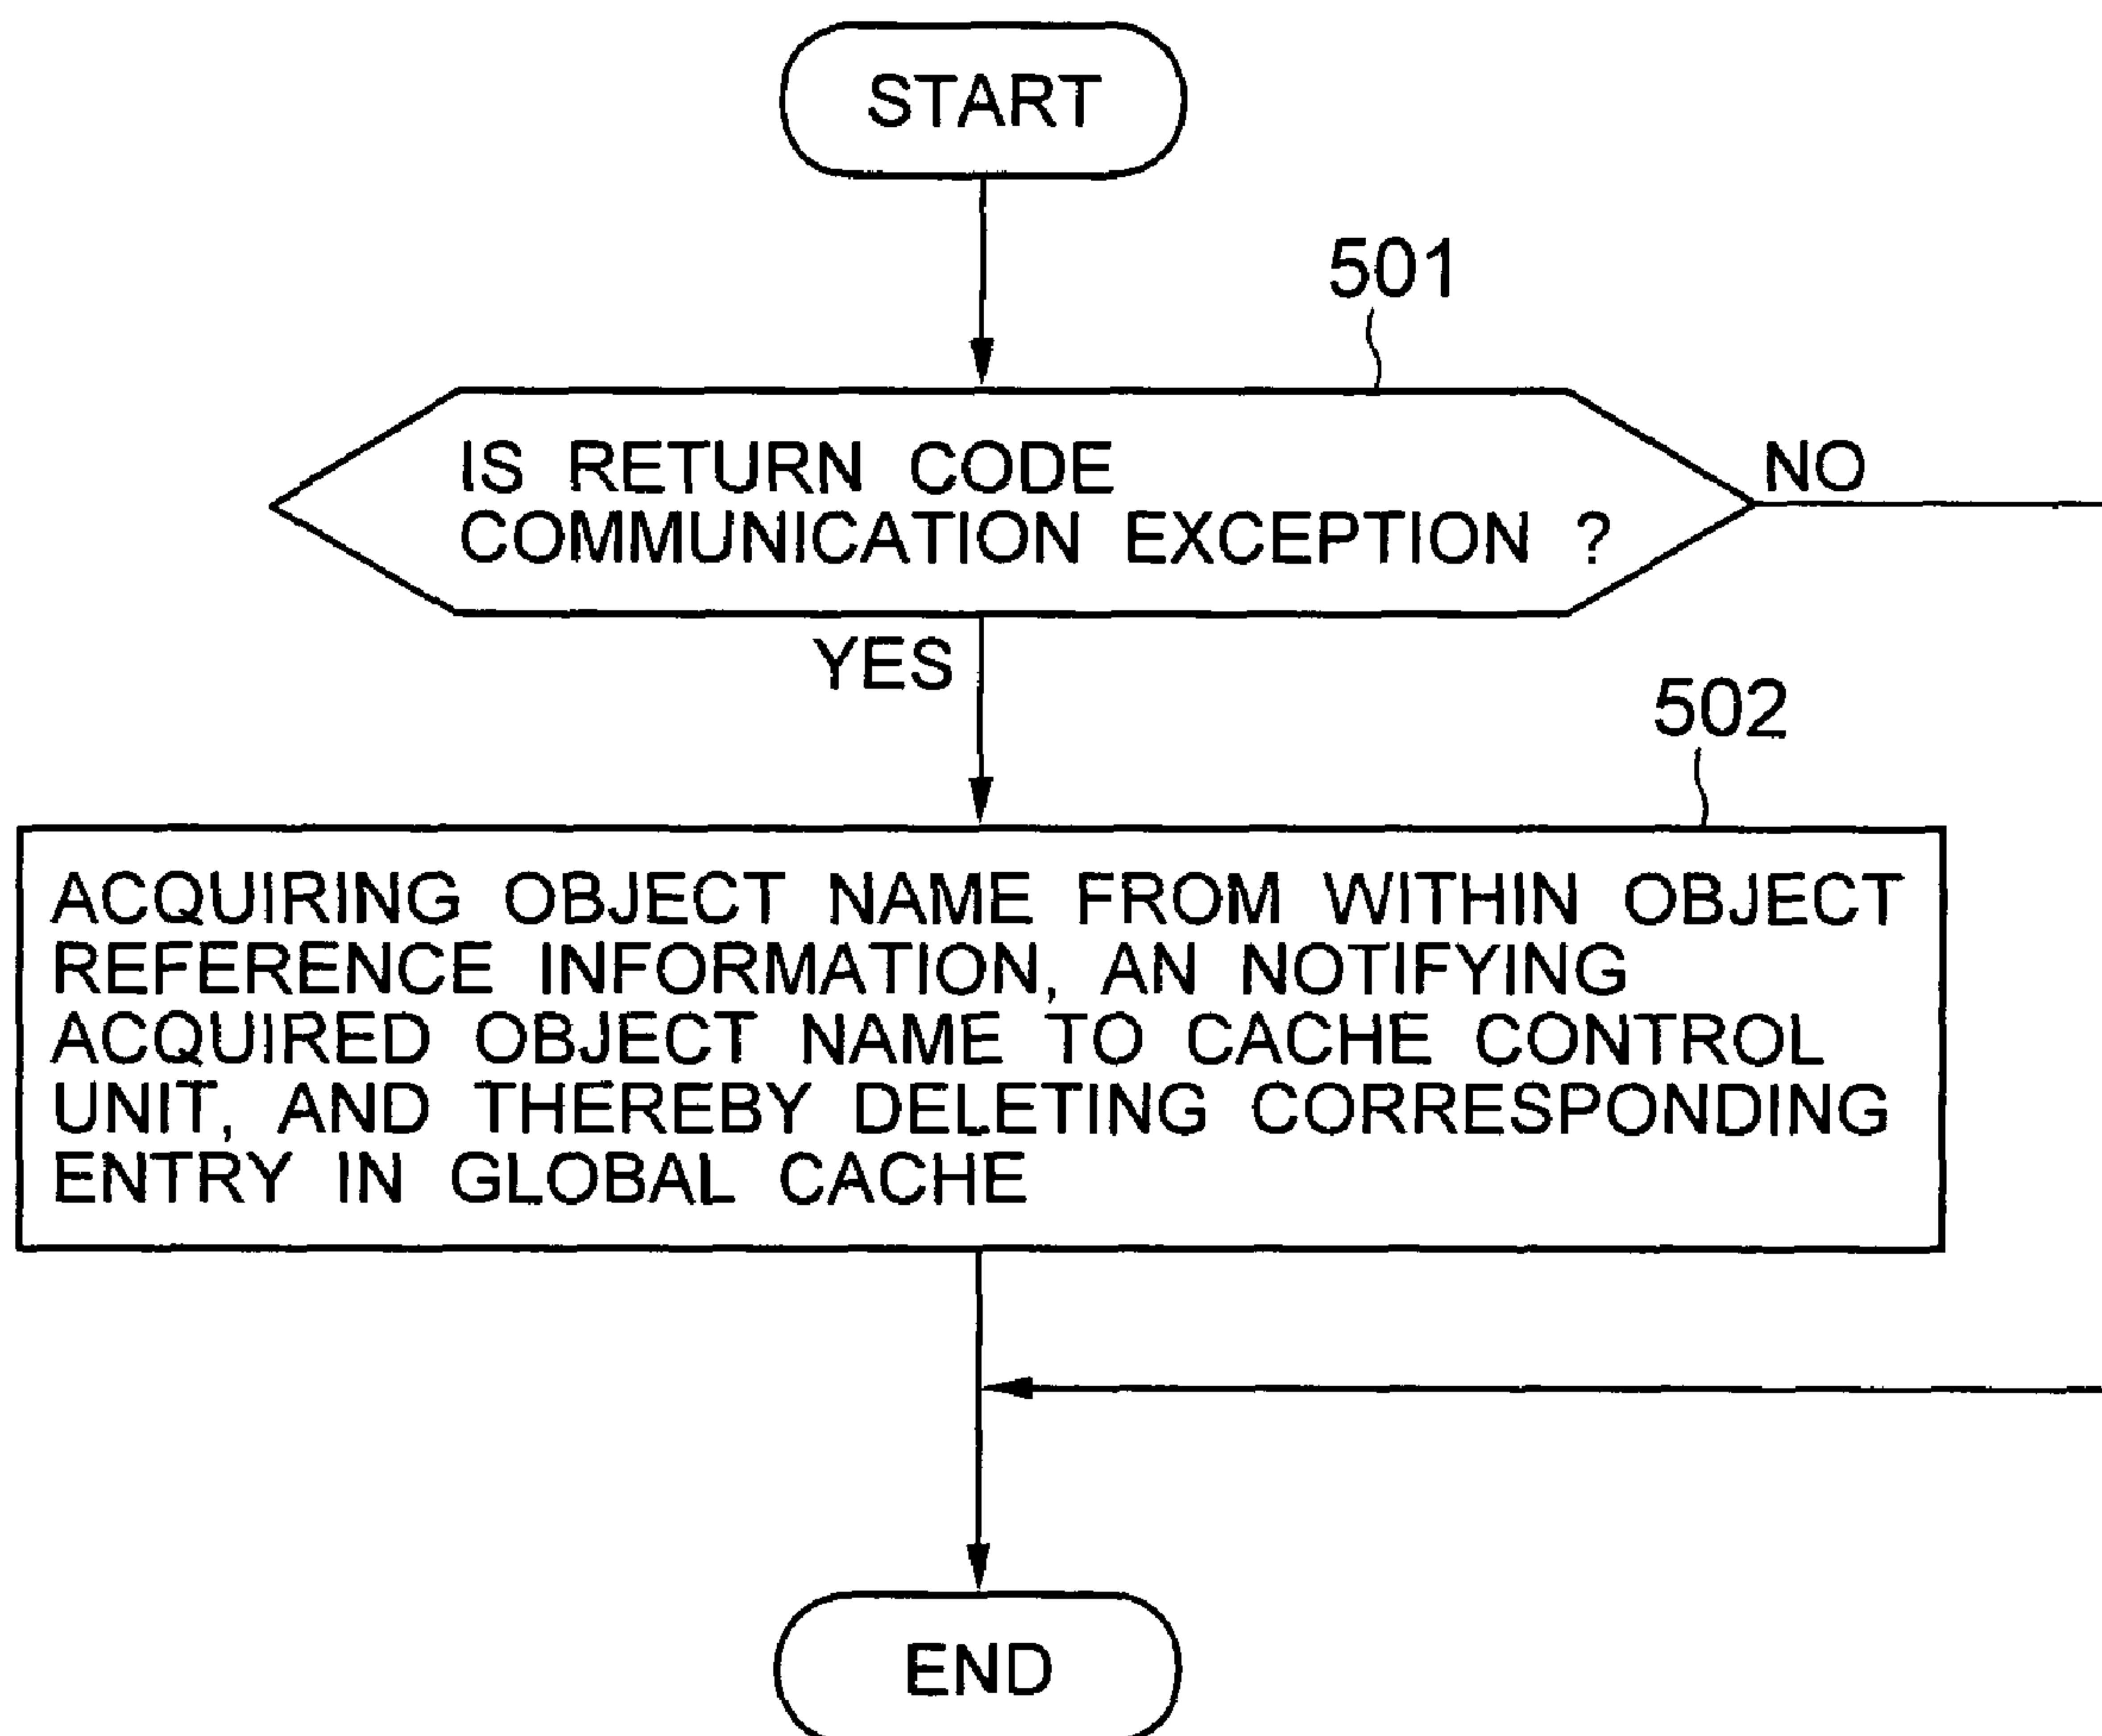 START
501
IS RETURN CODE
COMMUNICATION EXCEPTION ?
NO
YES
502
ACQUIRING OBJECT NAME FROM WITHIN OBJECT
REFERENCE INFORMATION, AN NOTIFYING
ACQUIRED OBJECT NAME TO CACHE CONTROL
UNIT, AND THEREBY DELETING CORRESPONDING
ENTRY IN GLOBAL CACHE
END